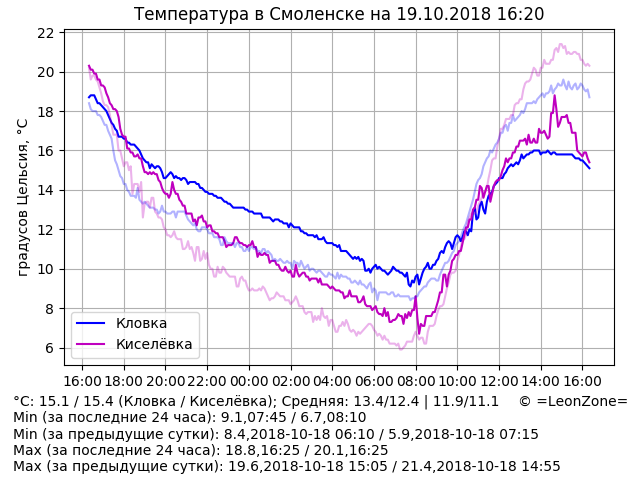 Температура в Смоленске на 19.10.2018 16:20
градусов Цельсия, °C
22
20
18
16
14
12
10
8
6
Кловка
Киселёвка
16:00 18:00 20:00 22:00 00:00 02:00 04:00 06:00 08:00 10:00 12:00 14:00 16:00
°C: 15.1 / 15.4 (Кловка / Киселёвка); Средняя: 13.4/12.4 | 11.9/11.1 © =LeonZone=
Min (за последние 24 часа): 9.1,07:45 / 6.7,08:10
Min (за предыдущие сутки): 8.4,2018-10-18 06:10 / 5.9,2018-10-18 07:15
Max (за последние 24 часа): 18.8,16:25 / 20.1,16:25
Max (за предыдущие сутки): 19.6,2018-10-18 15:05 / 21.4,2018-10-18 14:55